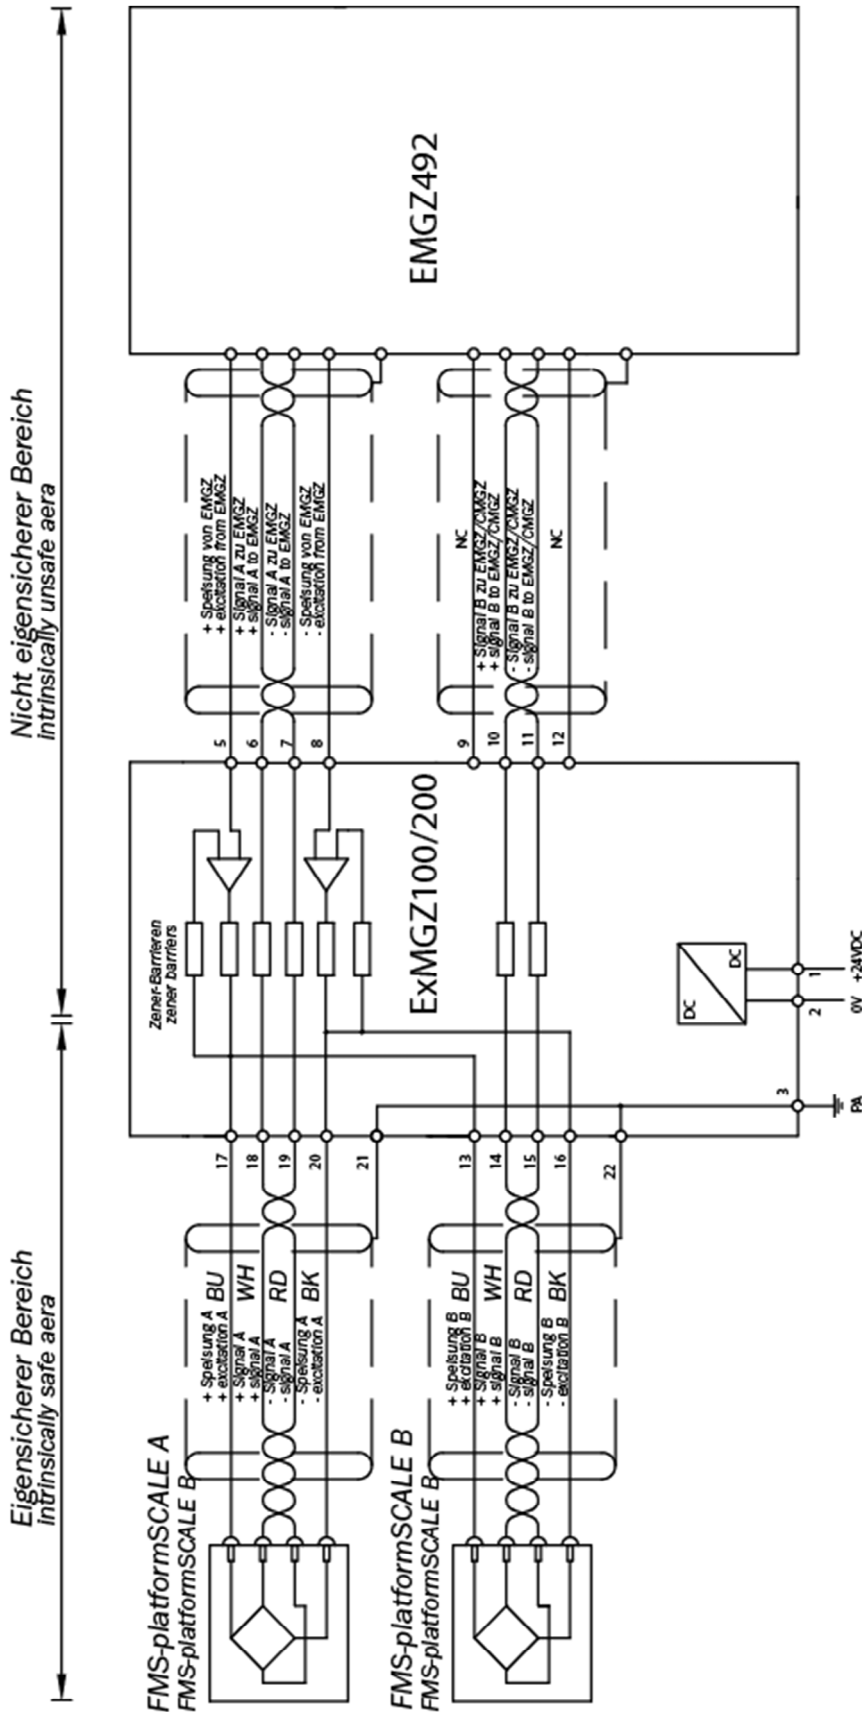 Nicht eigensicherer Bereich
intrinsically unsafe aera
Eigensicherer Bereich
intrinsically safe aera
EMGZ492
+ Speisung von EMGZ
+ excitation from EMGZ
+ Signal A zu EMGZ
+ signal A to EMGZ
- Signal A zu EMGZ
- signal A to EMGZ
- Speisung von EMGZ
- excitation from EMGZ
NC
+ Signal B zu EMGZ/CMGZ
+ signal B to EMGZ/CMGZ
- Signal B zu EMGZ/CMGZ
- signal B to EMGZ/CMGZ
NC
5
6
7
8
9
10
11
12
Zener-Barrieren
zener barriers
ExMGZ100/200
DC
DC
1
+24VDC
2
0V
3
PA
17
18
19
20
21
13
14
15
16
22
+ Speisung A
+ excitation A
BU
+ Signal A
+ signal A
WH
- Signal A
- signal A
RD
- Speisung A
- excitation A
BK
+ Speisung B
+ excitation B
BU
+ Signal B
+ signal B
WH
- Signal B
- signal B
RD
- Speisung B
- excitation B
BK
FMS-platformSCALE A
FMS-platformSCALE B
FMS-platformSCALE B
FMS-platformSCALE B